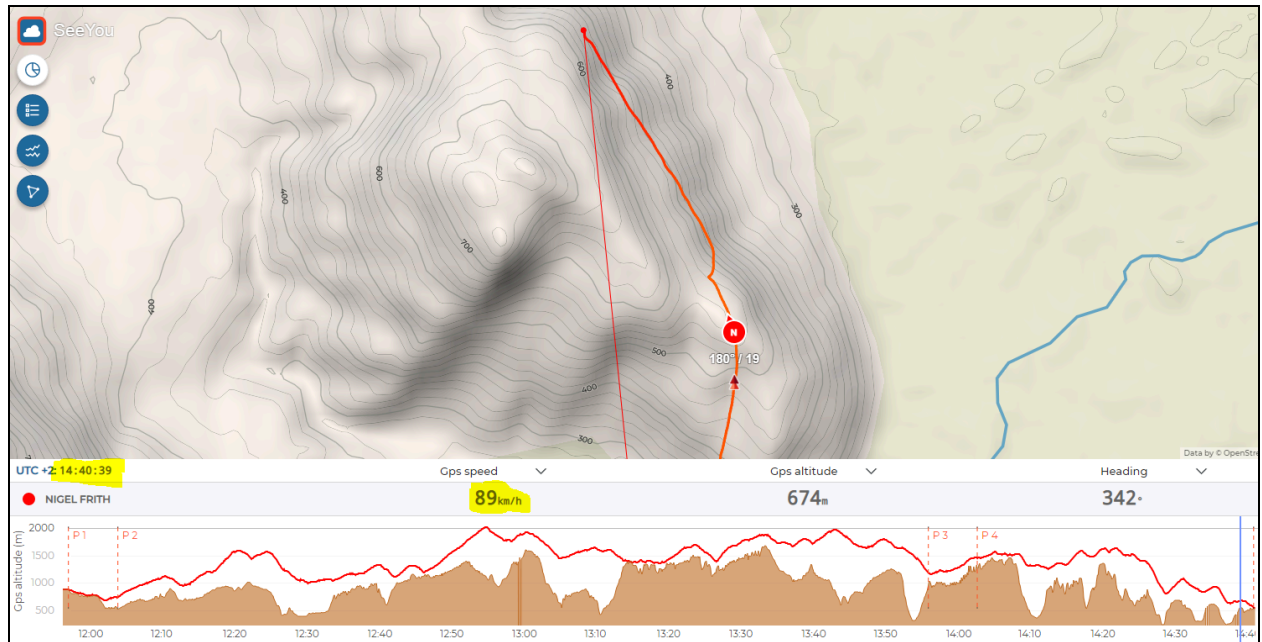 SeeYou
600
400
600
400
300
700
400
500
180° / 19
400
300
Data by © OpenStre
UTC +2: 14:40:39
Gps speed
Gps altitude
Heading
NIGEL FRITH
89km/h
674m
342°
Gps altitude (m)
2000
1500
1000
500
P 1
P 2
P 3
P 4
12:00 12:10 12:20 12:30 12:40 12:50 13:00 13:10 13:20 13:30 13:40 13:50 14:00 14:10 14:20 14:30 14:4
N